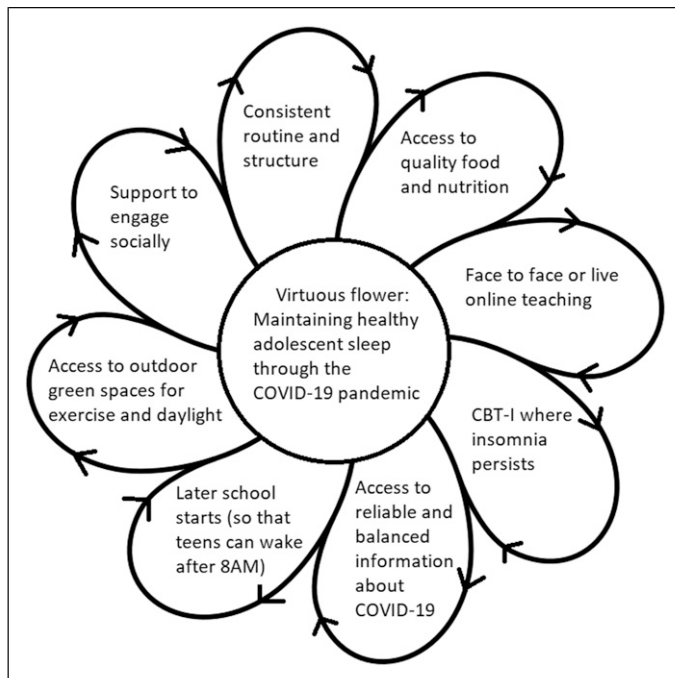 Virtuous flower:
Maintaining healthy
adolescent sleep
through the
COVID-19 pandemic
Consistent
routine and
structure
Access to
quality food
and nutrition
Face to face or live
online teaching
CBT-I where
insomnia
persists
Access to
reliable and
balanced
information
about
COVID-19
Later school
starts (so that
teens can wake
after 8AM)
Access to outdoor
green spaces for
exercise and daylight
Support to
engage
socially